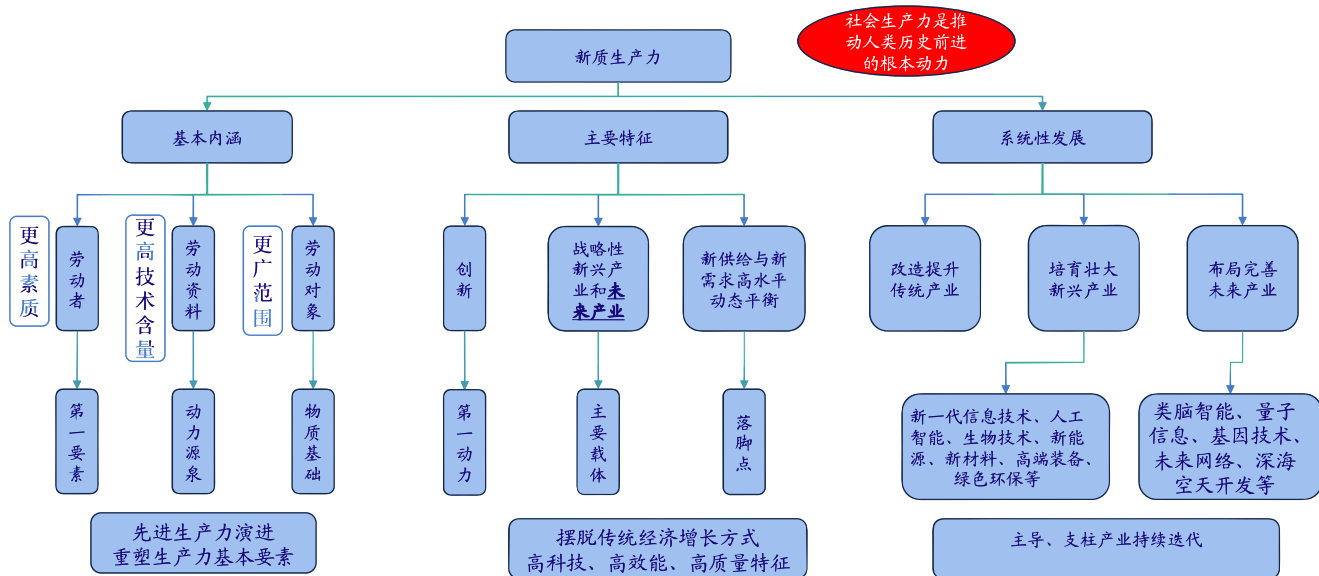 社会生产力是推
动人类历史前进
的根本动力
新质生产力
基本内涵
主要特征
系统性发展
更高素质
劳动者
更高技术含量
劳动资料
更广范围
劳动对象
创新
战略性
新兴产
业和未
来产业
新供给与新
需求高水平
动态平衡
改造提升
传统产业
培育壮大
新兴产业
布局完善
未来产业
第一要素
动力源泉
物质基础
第一动力
主要载体
落脚点
新一代信息技术、人工
智能、生物技术、新能
源、新材料、高端装备、
绿色环保等
类脑智能、量子
信息、基因技术、
未来网络、深海
空天开发等
先进生产力演进
重塑生产力基本要素
摆脱传统经济增长方式
高科技、高效能、高质量特征
主导、支柱产业持续迭代